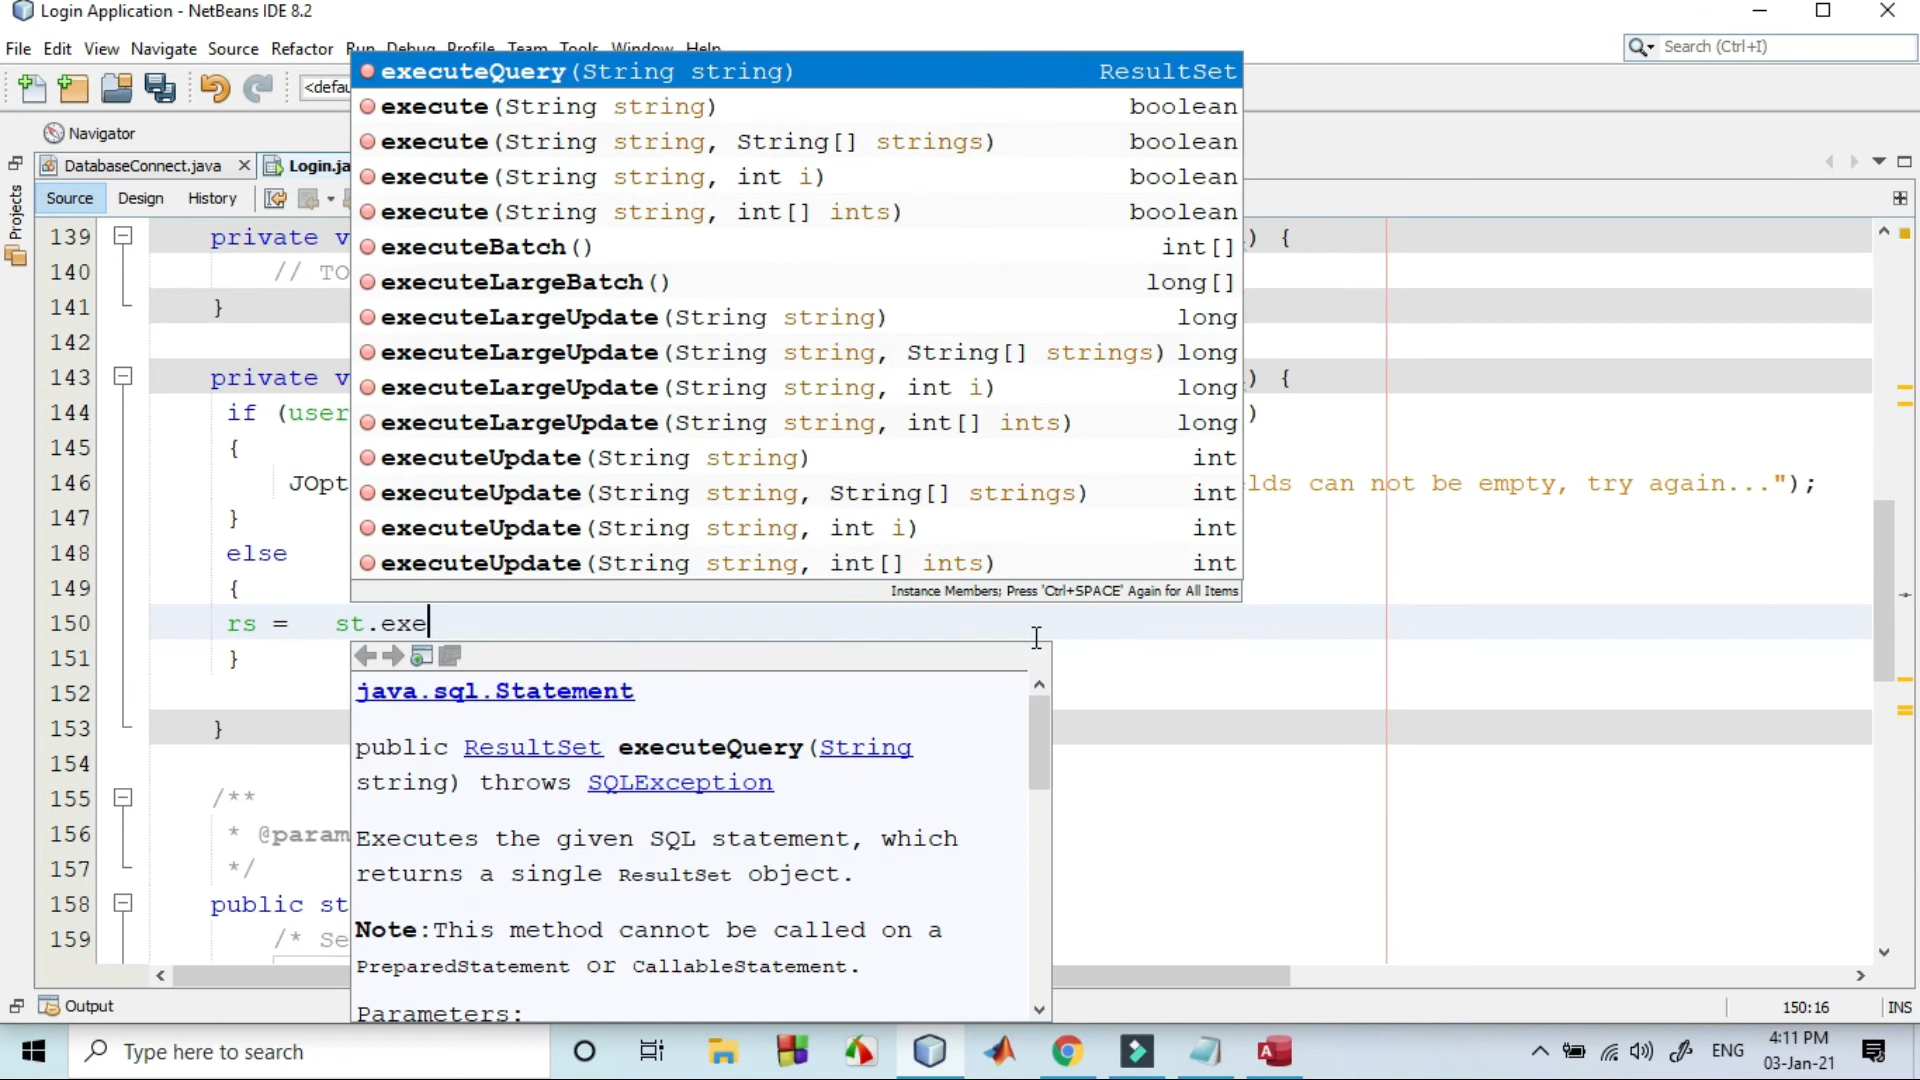 Login Application - NetBeans IDE 8.2
File Edit View Navigate Source Refactor Run Debug Profile Team Tools Window Help
Search (Ctrl+I)
<defau
Navigator
Projects
DatabaseConnect.java
Login.ja
Source Design History
executeQuery(String string) ResultSet
execute(String string) boolean
execute(String string, String[] strings) boolean
execute(String string, int i) boolean
execute(String string, int[] ints) boolean
executeBatch() int[]
executeLargeBatch() long[]
executeLargeUpdate(String string) long
executeLargeUpdate(String string, String[] strings) long
executeLargeUpdate(String string, int i) long
executeLargeUpdate(String string, int[] ints) long
executeUpdate(String string) int
executeUpdate(String string, String[] strings) int
executeUpdate(String string, int i) int
executeUpdate(String string, int[] ints) int
Instance Members; Press 'Ctrl+SPACE' Again for All Items
139 private v ) {
140 // TO
141 }
142
143 private v ) {
144 if (user )
145 {
146 JOpt lds can not be empty, try again...");
147 }
148 else
149 {
150 rs = st.exe
151 }
152
153 }
154
155 /**
156 * @param
157 */
158 public st
159 /* Se
java.sql.Statement
public ResultSet executeQuery(String
string) throws SQLException
Executes the given SQL statement, which
returns a single ResultSet object.
Note:This method cannot be called on a
PreparedStatement or CallableStatement.
Parameters:
Output
150:16 INS
Type here to search
ENG
4:11 PM
03-Jan-21